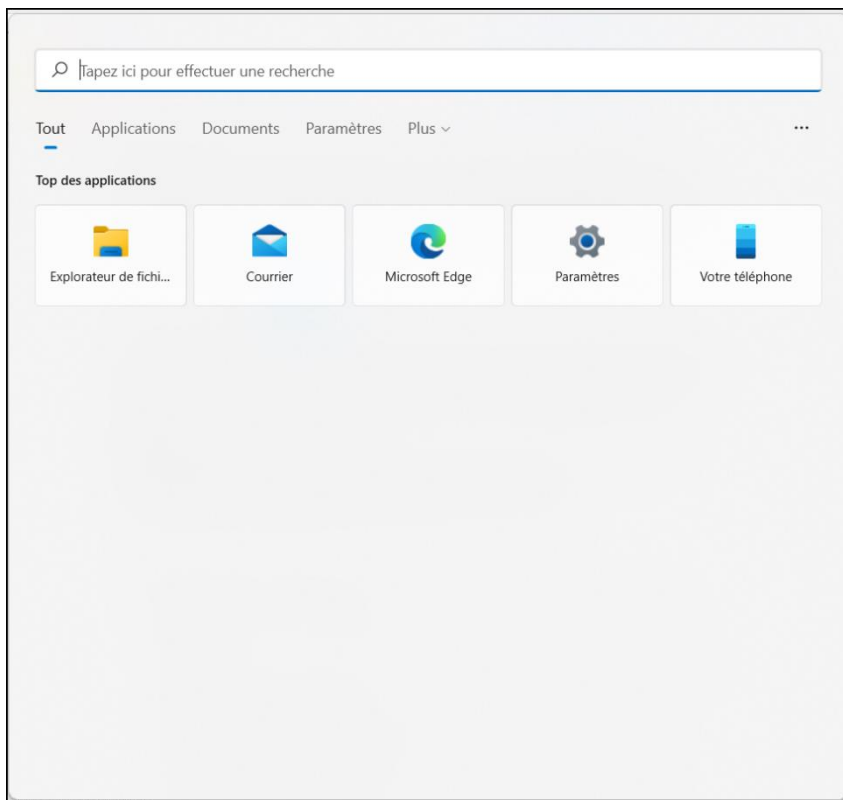 Tapez ici pour effectuer une recherche
Tout Applications Documents Paramètres Plus
Top des applications
Explorateur de fichi... Courrier Microsoft Edge Paramètres Votre téléphone